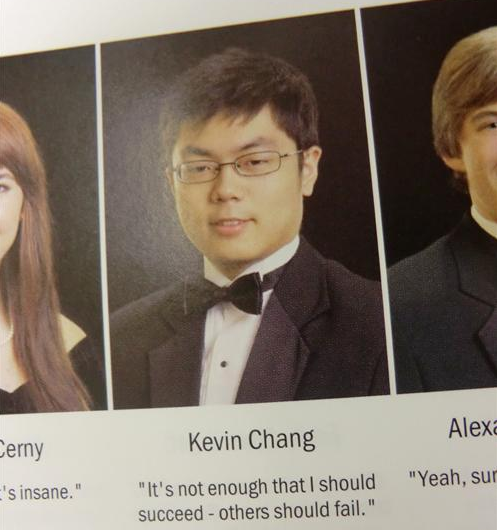 Cerny
Kevin Chang
Alexa
's insane."
"It's not enough that I should
succeed - others should fail."
"Yeah, sur